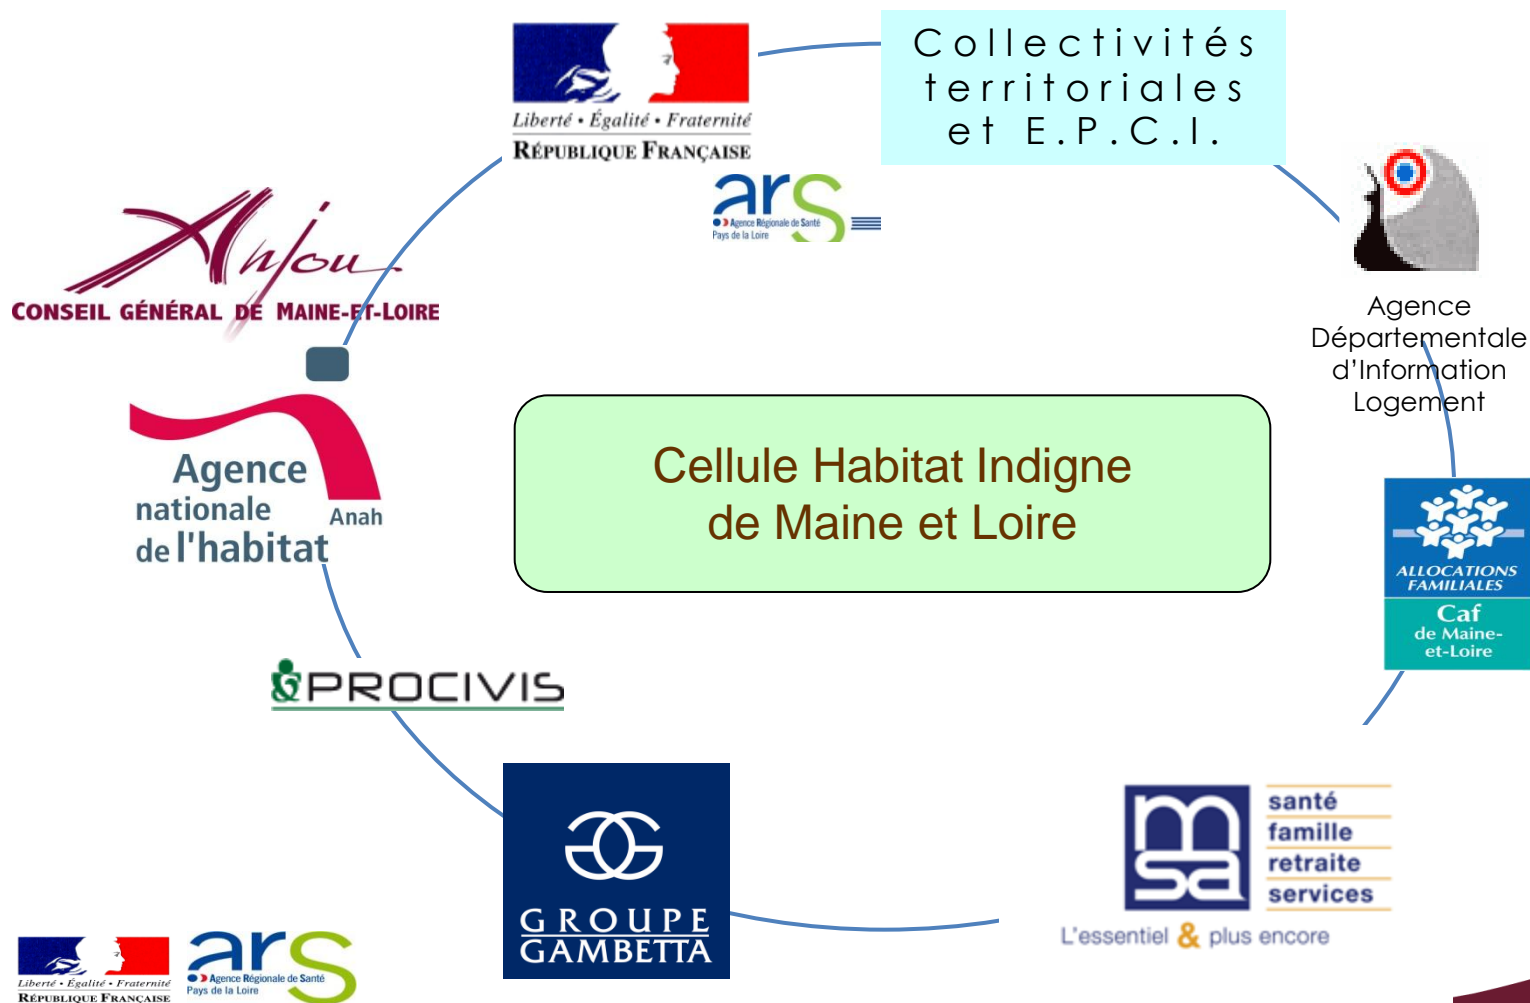 Collectivités
territoriales
et E.P.C.I.
Liberté • Égalité • Fraternité
RÉPUBLIQUE FRANÇAISE
ars
Agence Régionale de Santé
Pays de la Loire
Anjou
CONSEIL GÉNÉRAL DE MAINE-ET-LOIRE
Agence
Départementale
d’Information
Logement
Agence
nationale
de l'habitat
Anah
Cellule Habitat Indigne
de Maine et Loire
ALLOCATIONS
FAMILIALES
Caf
de Maine-
et-Loire
PROCIVIS
GROUPE
GAMBETTA
msa
santé
famille
retraite
services
L'essentiel & plus encore
Liberté • Égalité • Fraternité
RÉPUBLIQUE FRANÇAISE
ars
Agence Régionale de Santé
Pays de la Loire